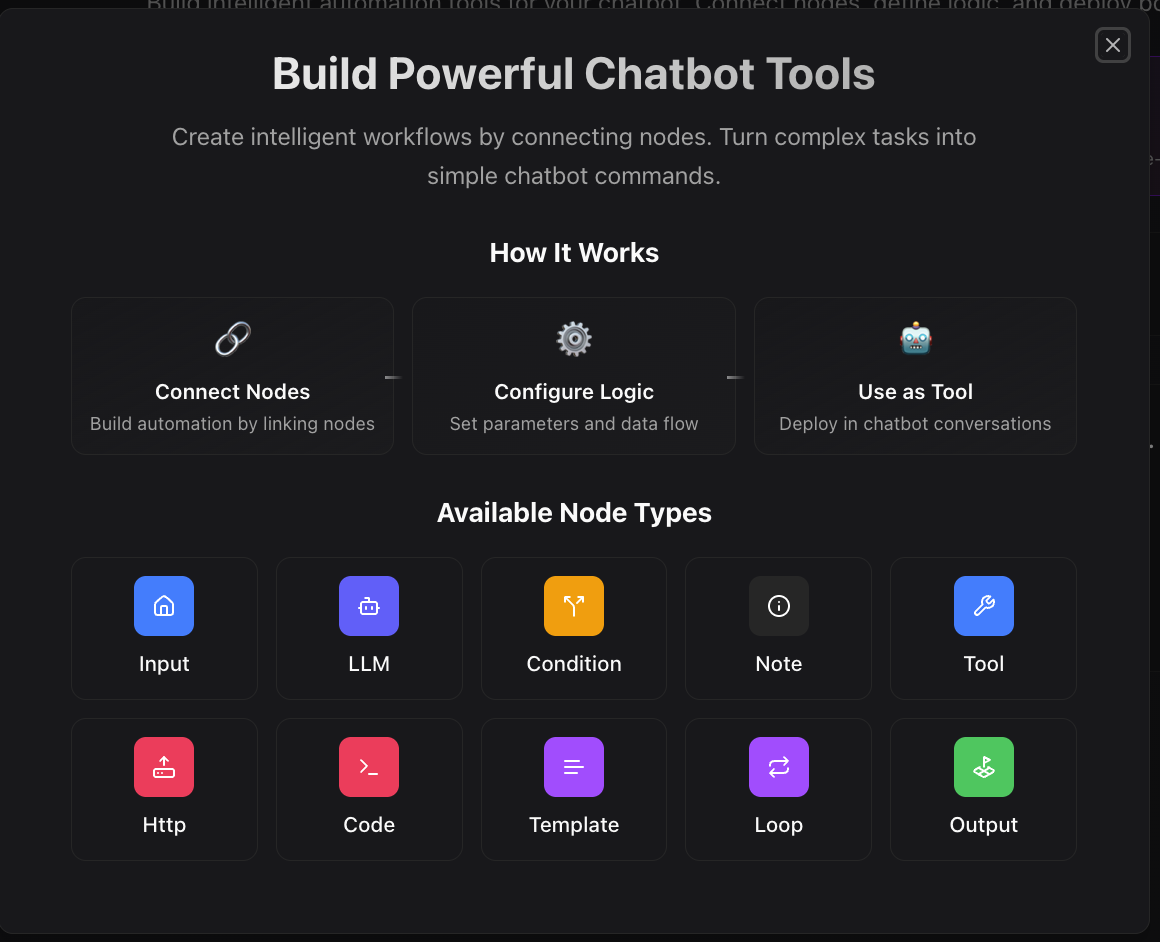 Build intelligent automation tools for your chatbot. Connect nodes, define logic, and deploy
Build Powerful Chatbot Tools
Create intelligent workflows by connecting nodes. Turn complex tasks into
simple chatbot commands.
How It Works
Connect Nodes
Build automation by linking nodes
Configure Logic
Set parameters and data flow
Use as Tool
Deploy in chatbot conversations
Available Node Types
Input
LLM
Condition
Note
Tool
Http
Code
Template
Loop
Output